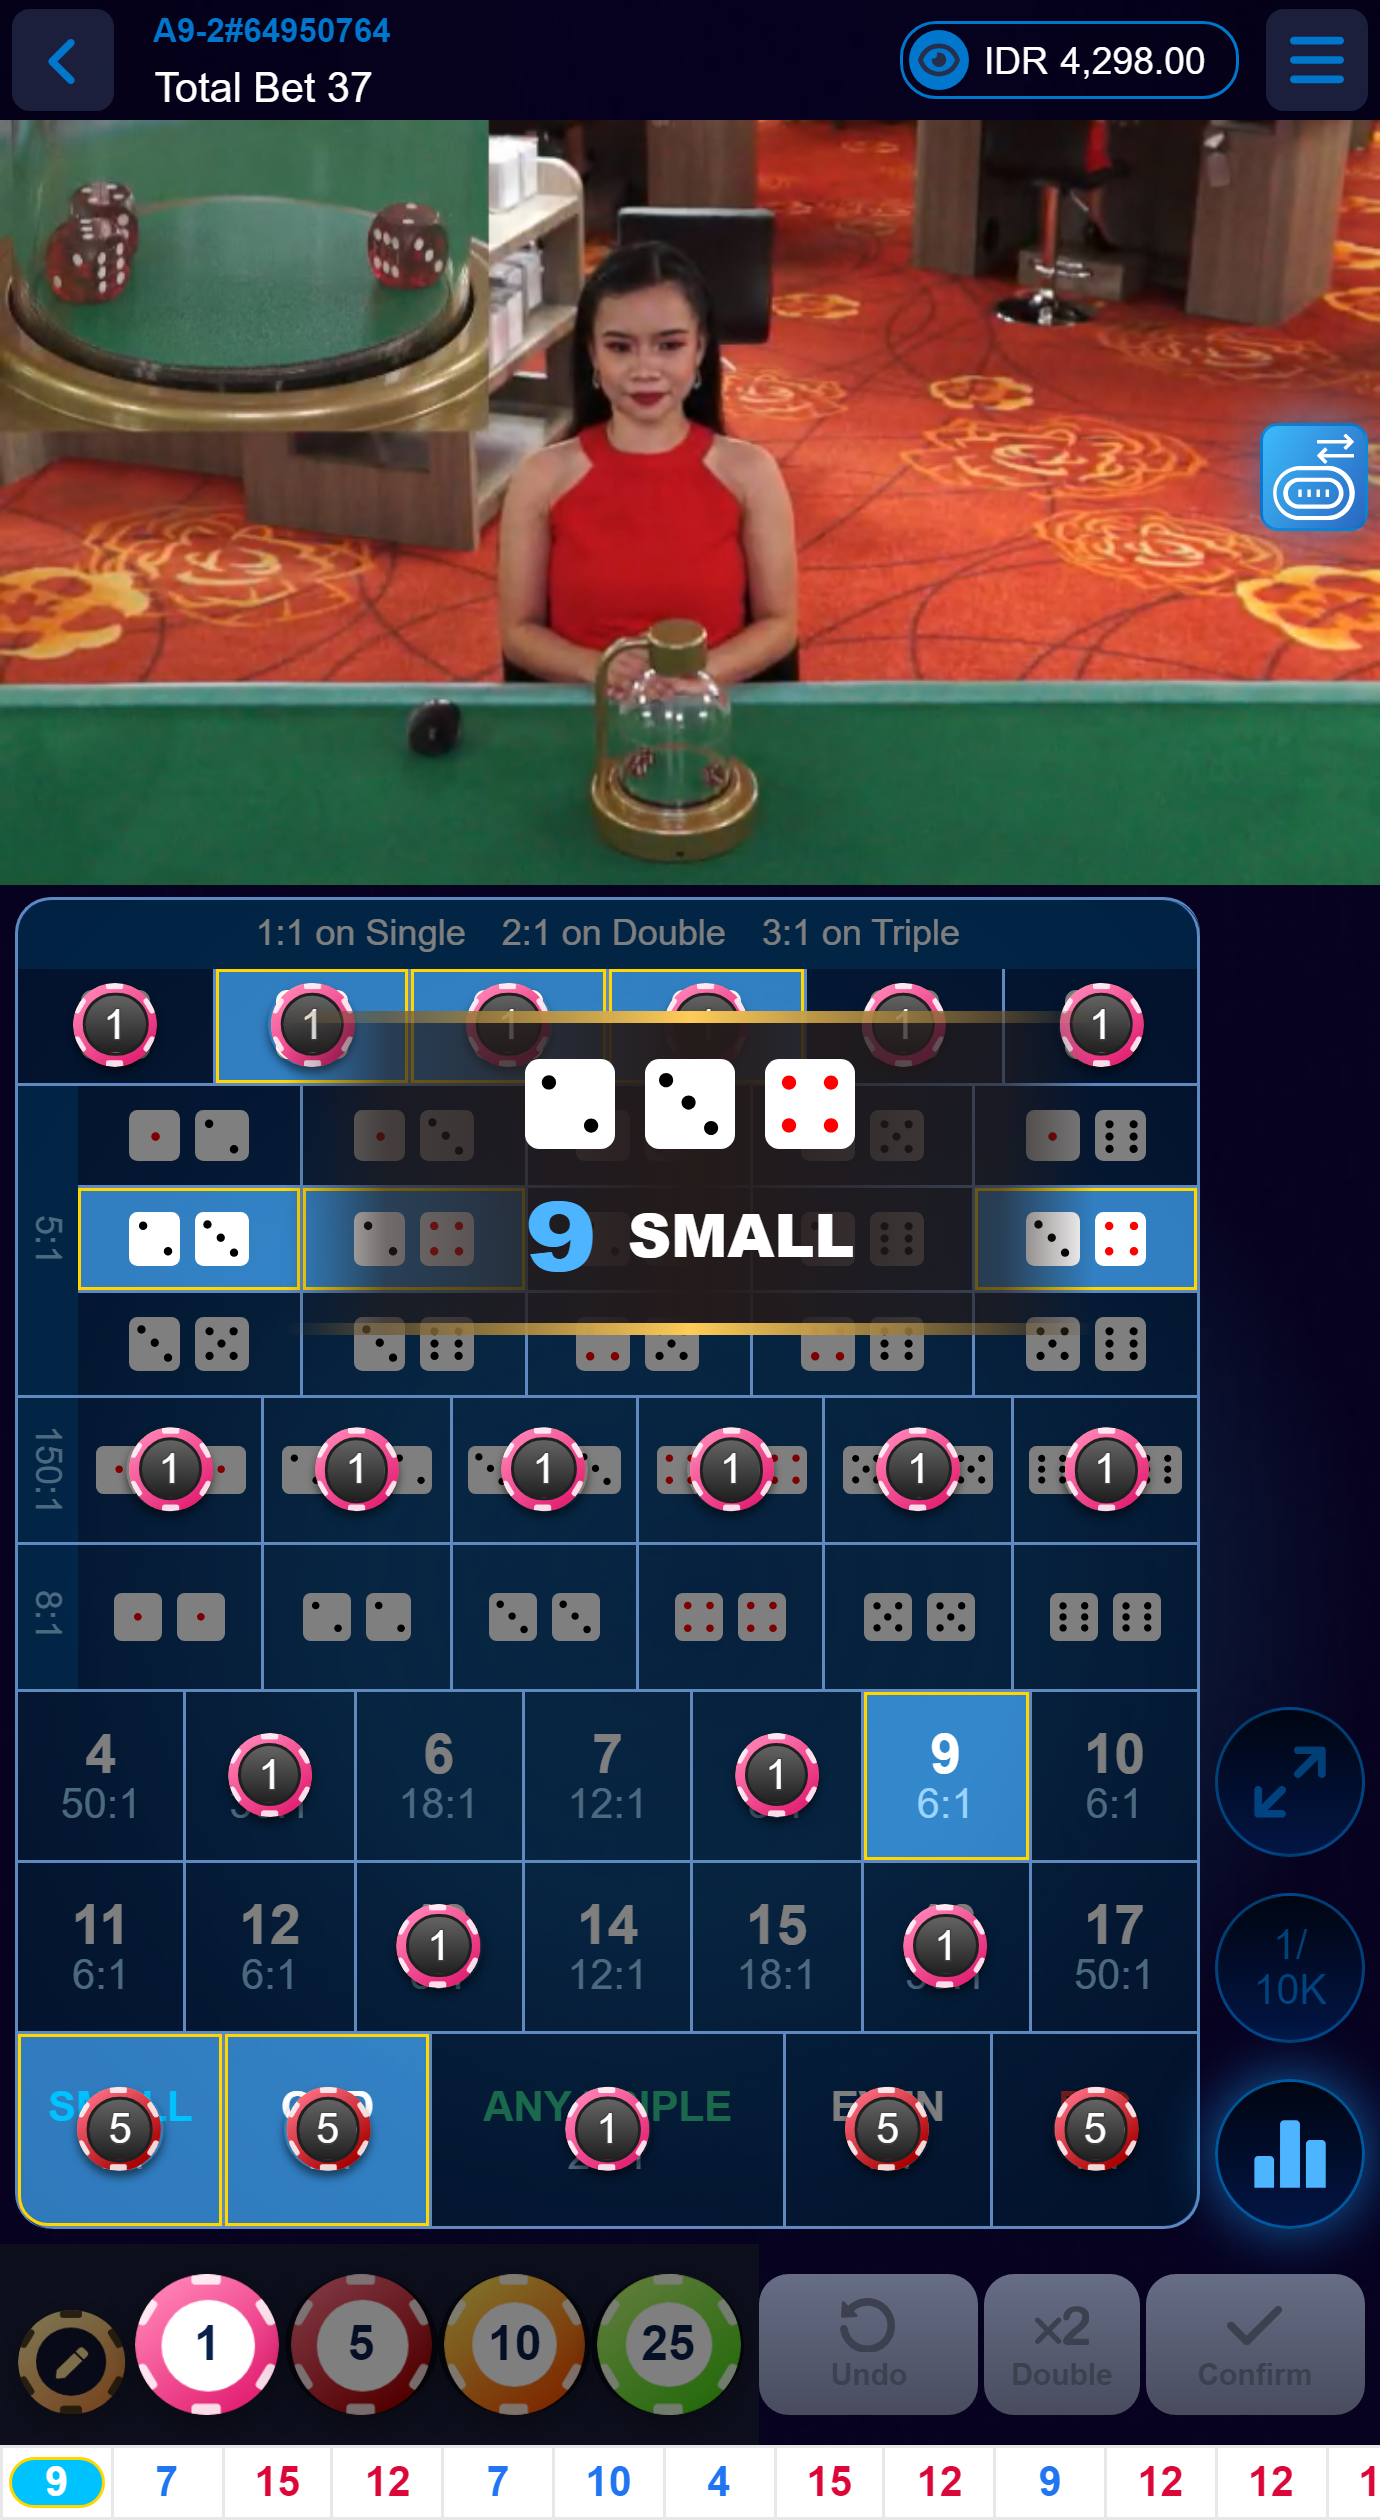 A9-2#64950764
Total Bet 37
IDR 4,298.00
1:1 on Single 2:1 on Double 3:1 on Triple
1 1 1
9 SMALL
5:1
150:1
1 1 1 1 1 1
8:1
4 1 6 7 1 9 10
50:1 18:1 12:1 6:1 6:1
11 12 1 14 15 1 17
6:1 6:1 12:1 18:1 50:1
5 5 1 5 5
1/
10K
1 5 10 25
x2
Undo Double Confirm
9 7 15 12 7 10 4 15 12 9 12 12